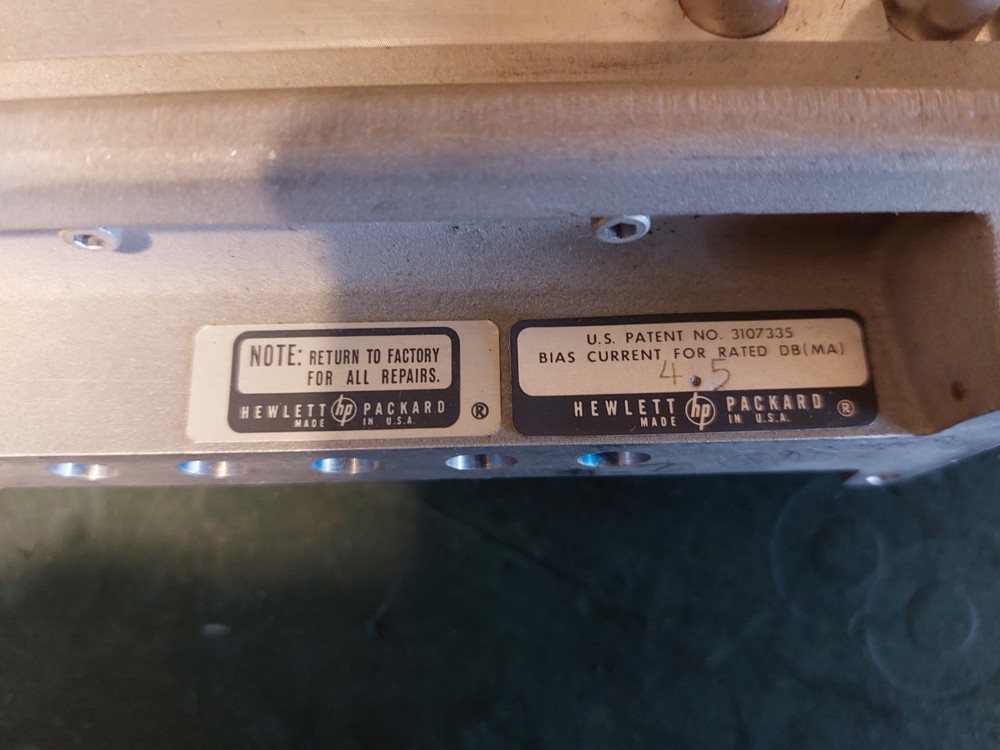 NOTE: RETURN TO FACTORY
FOR ALL REPAIRS.
HEWLETT hp PACKARD
MADE IN U.S.A.
®
U.S. PATENT NO. 3107335
BIAS CURRENT FOR RATED DB(MA)
4.5
HEWLETT hp PACKARD
MADE IN U.S.A.
®